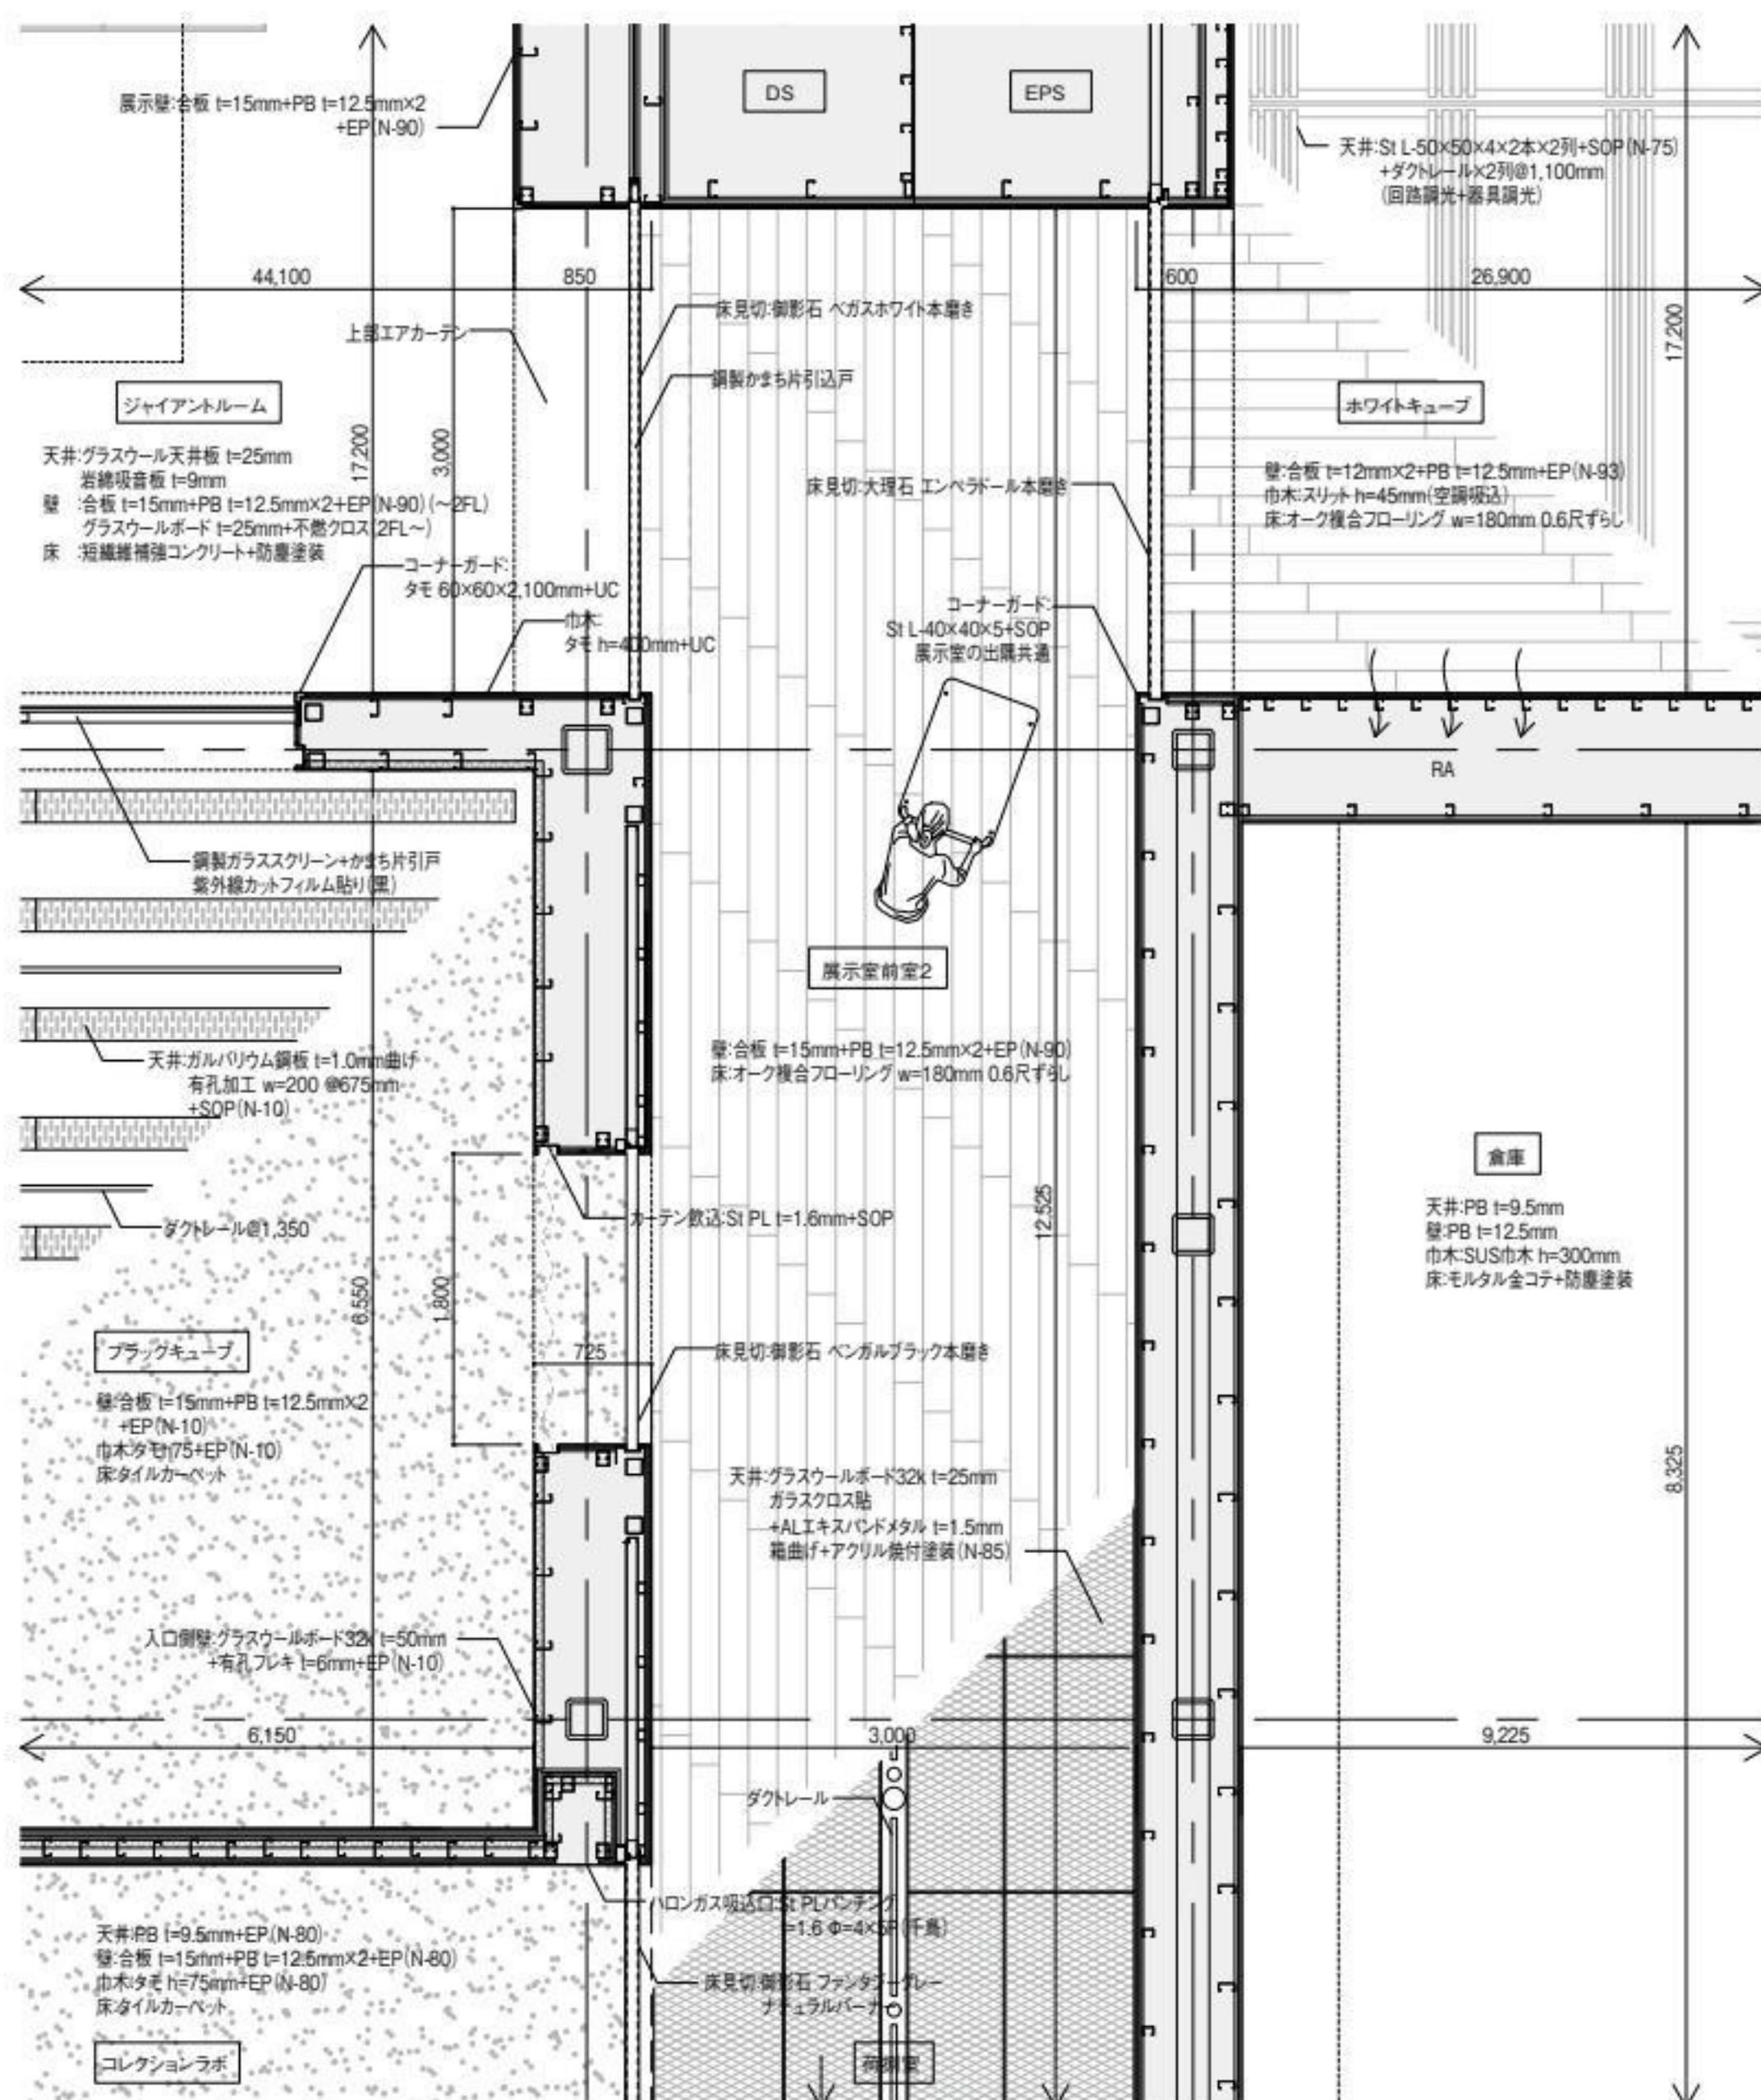 展示壁:合板 t=15mm+PB t=12.5mm×2
+EP(N-90)
DS
EPS
天井:St L-50×50×4×2本×2列+SOP(N-75)
+ダクトレール×2列@1,100mm
(回路調光+器具調光)
44,100
850
600
26,900
上部エアカーテン
床見切:御影石 ベガスホワイト本磨き
鋼製かまち片引込戸
17,200
ジャイアントルーム
ホワイトキューブ
天井:グラスウール天井板 t=25mm
岩綿吸音板 t=9mm
壁 :合板 t=15mm+PB t=12.5mm×2+EP(N-90)(~2FL)
グラスウールボード t=25mm+不燃クロス(2FL~)
床 :短繊維補強コンクリート+防塵塗装
17,200
3,000
床見切:大理石 エンペラドール本磨き
壁:合板 t=12mm×2+PB t=12.5mm+EP(N-93)
巾木:スリット h=45mm(空調吸込)
床:オーク複合フローリング w=180mm 0.6尺ずらし
コーナーガード:
タモ 60×60×2,100mm+UC
巾木:
タモ h=400mm+UC
コーナーガード:
St L-40×40×5+SOP
展示室の出隅共通
RA
鋼製ガラススクリーン+かまち片引戸
紫外線カットフィルム貼り(黒)
展示室前室2
壁:合板 t=15mm+PB t=12.5mm×2+EP(N-90)
床:オーク複合フローリング w=180mm 0.6尺ずらし
天井:ガルバリウム鋼板 t=1.0mm曲げ
有孔加工 w=200 @675mm
+SOP(N-10)
倉庫
天井:PB t=9.5mm
壁:PB t=12.5mm
巾木:SUS巾木 h=300mm
床:モルタル金コテ+防塵塗装
ダクトレール@1,350
カーテン飲込:St PL t=1.6mm+SOP
12,525
6,550
1,800
725
ブラックキューブ
床見切:御影石 ベンガルブラック本磨き
壁:合板 t=15mm+PB t=12.5mm×2
+EP(N-10)
巾木:タモh75+EP(N-10)
床:タイルカーペット
天井:グラスウールボード32k t=25mm
ガラスクロス貼
+ALエキスパンドメタル t=1.5mm
箱曲げ+アクリル焼付塗装(N-85)
8,325
入口側壁:グラスウールボード32k t=50mm
+有孔フレキ t=6mm+EP(N-10)
6,150
3,000
9,225
ダクトレール
ハロンガス吸込口:St PLパンチング
t=1.6 Φ=4×5P(千鳥)
天井:PB t=9.5mm+EP(N-80)
壁:合板 t=15mm+PB t=12.5mm×2+EP(N-80)
巾木:タモ h=75mm+EP(N-80)
床:タイルカーペット
床見切:御影石 ファンタジーグレー
ナチュラルバーナー
コレクションラボ